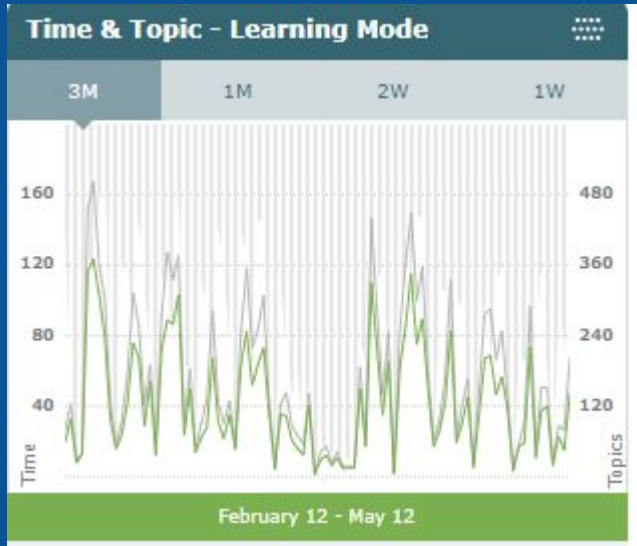 Time & Topic - Learning Mode
3M 1M 2W 1W
160 480
120 360
80 240
40 120
Time Topics
February 12 - May 12